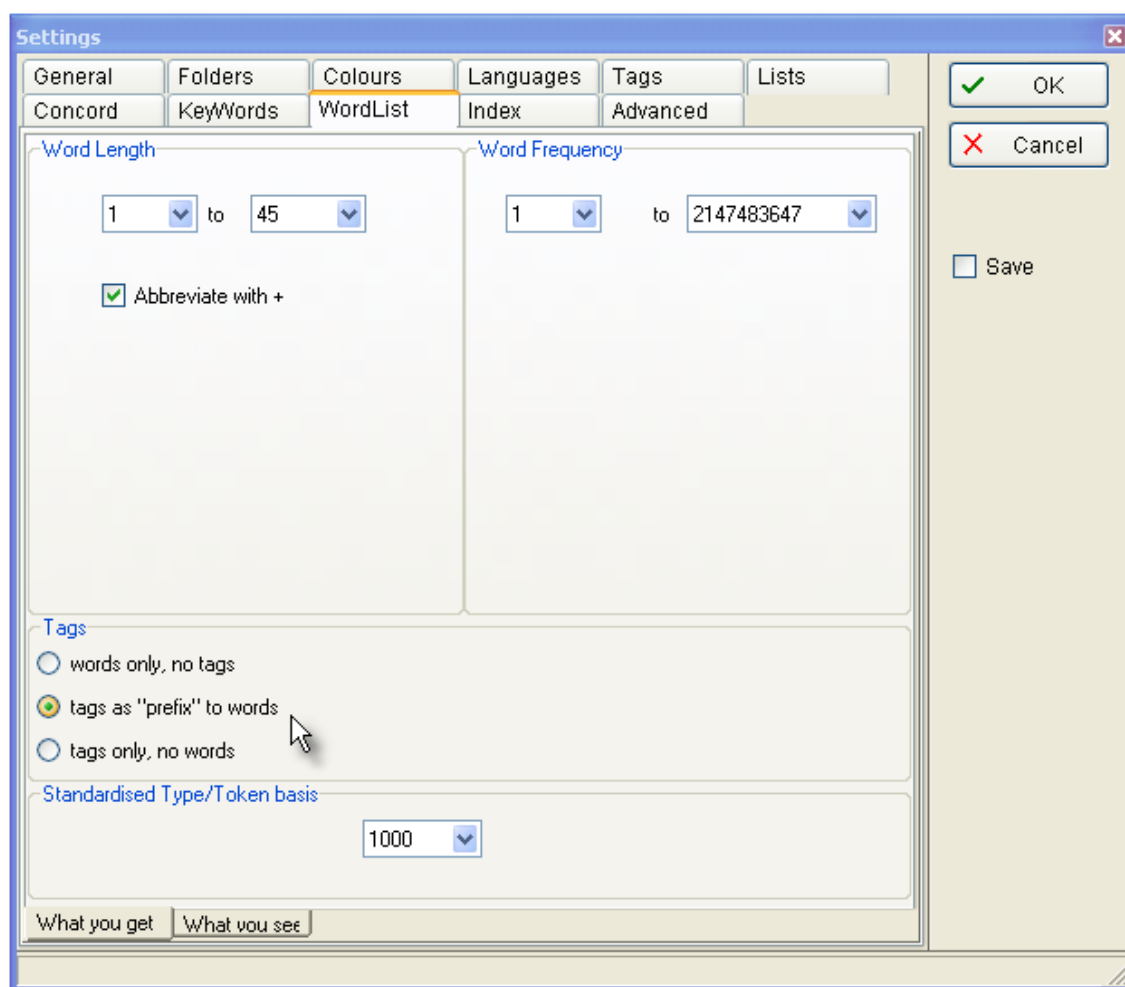 Settings
General Folders Colours Languages Tags Lists
Concord KeyWords WordList Index Advanced
OK
Cancel
Save
Word Length
1 to 45
Abbreviate with +
Word Frequency
1 to 2147483647
Tags
words only, no tags
tags as "prefix" to words
tags only, no words
Standardised Type/Token basis
1000
What you get What you see